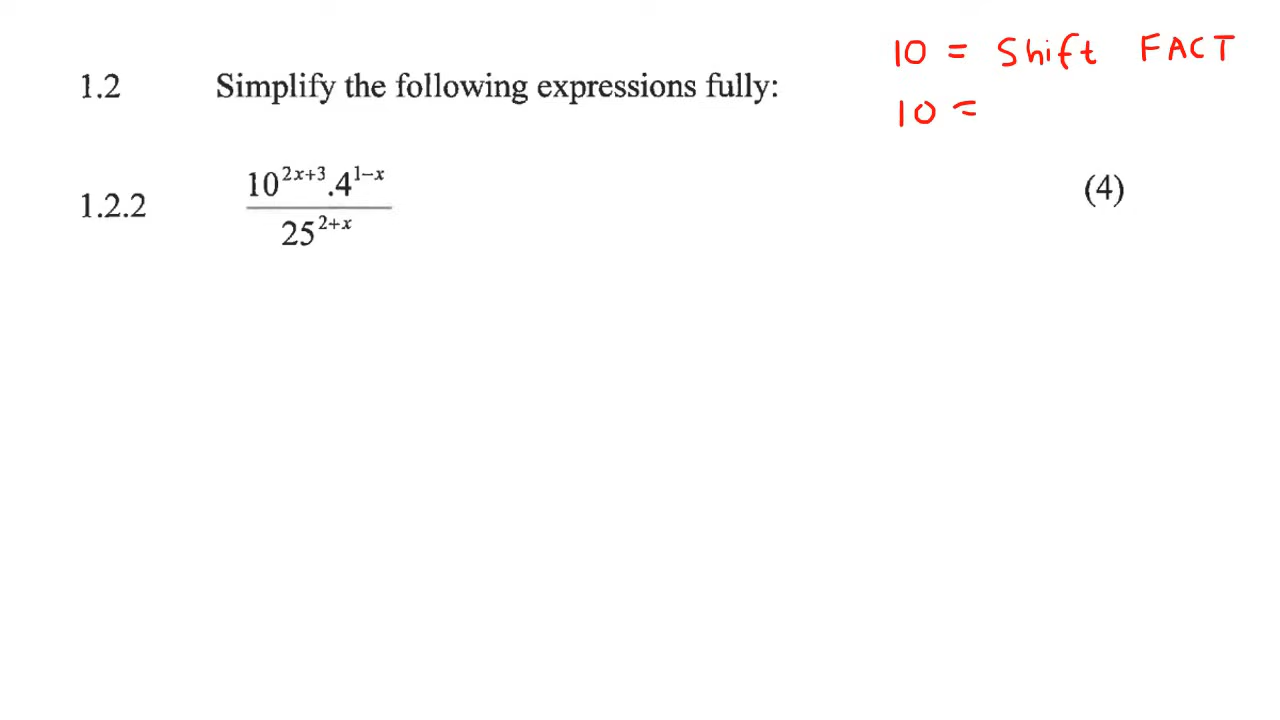 10 = Shift FACT
1.2 Simplify the following expressions fully:
10 =
1.2.2 \frac{10^{2x+3}.4^{1-x}}{25^{2+x}} (4)